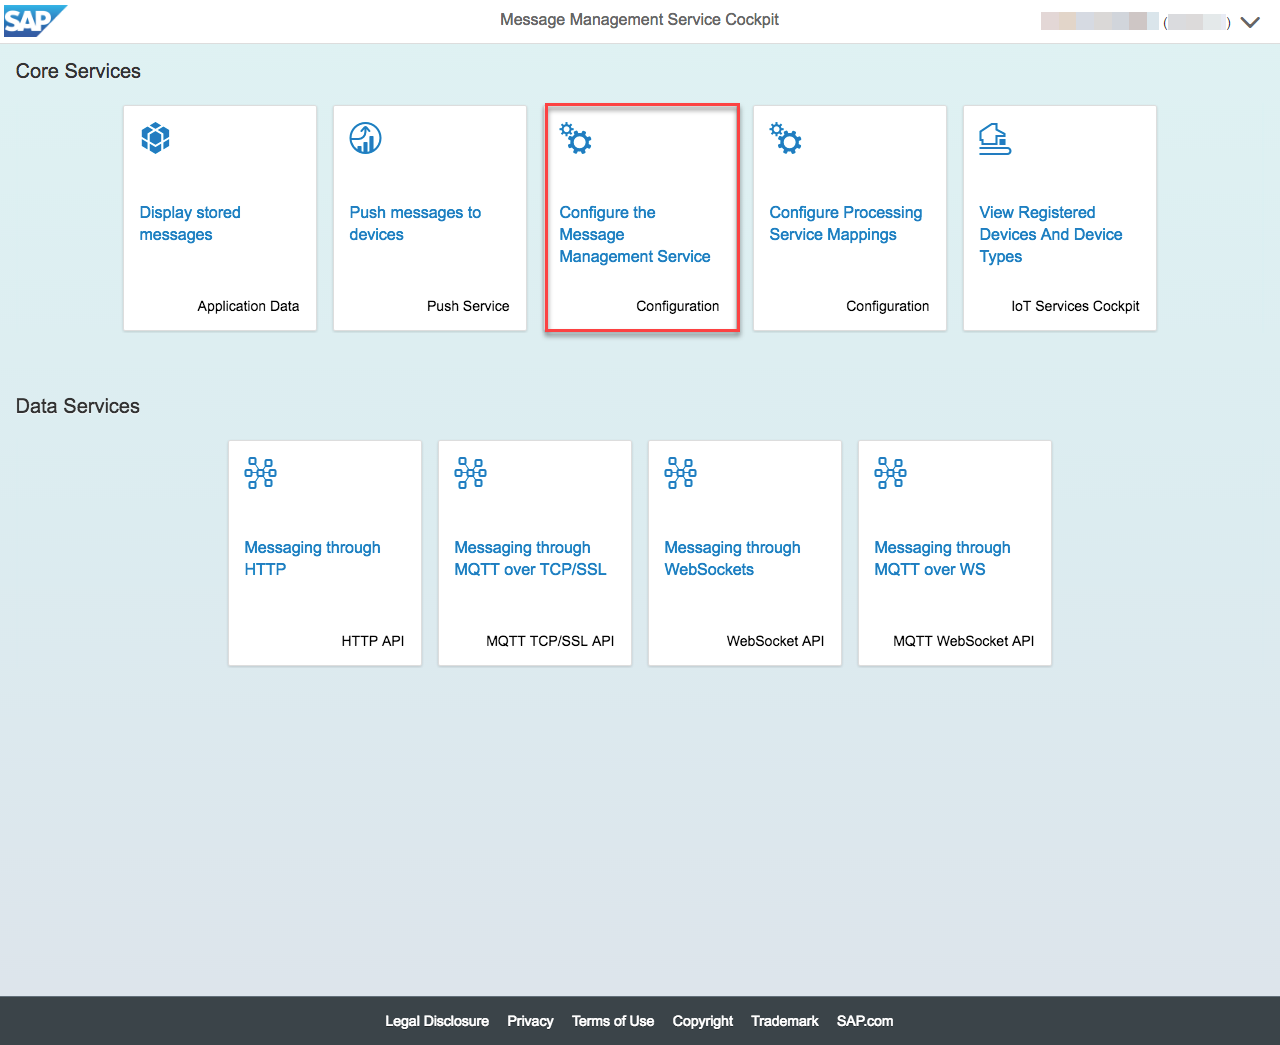 SAP
Message Management Service Cockpit
( )
Core Services
Display stored
messages
Application Data
Push messages to
devices
Push Service
Configure the
Message
Management Service
Configuration
Configure Processing
Service Mappings
Configuration
View Registered
Devices And Device
Types
IoT Services Cockpit
Data Services
Messaging through
HTTP
HTTP API
Messaging through
MQTT over TCP/SSL
MQTT TCP/SSL API
Messaging through
WebSockets
WebSocket API
Messaging through
MQTT over WS
MQTT WebSocket API
Legal Disclosure Privacy Terms of Use Copyright Trademark SAP.com